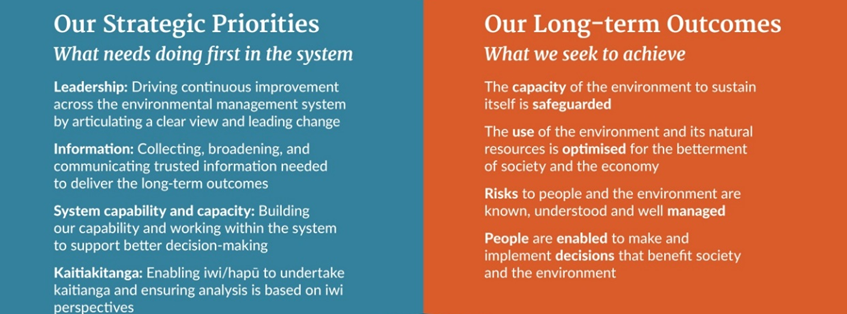 Our Strategic Priorities
What needs doing first in the system
Leadership: Driving continuous improvement
across the environmental management system
by articulating a clear view and leading change
Information: Collecting, broadening, and
communicating trusted information needed
to deliver the long-term outcomes
System capability and capacity: Building
our capability and working within the system
to support better decision-making
Kaitiakitanga: Enabling iwi/hapū to undertake
kaitianga and ensuring analysis is based on iwi
perspectives
Our Long-term Outcomes
What we seek to achieve
The capacity of the environment to sustain
itself is safeguarded
The use of the environment and its natural
resources is optimised for the betterment
of society and the economy
Risks to people and the environment are
known, understood and well managed
People are enabled to make and
implement decisions that benefit society
and the environment